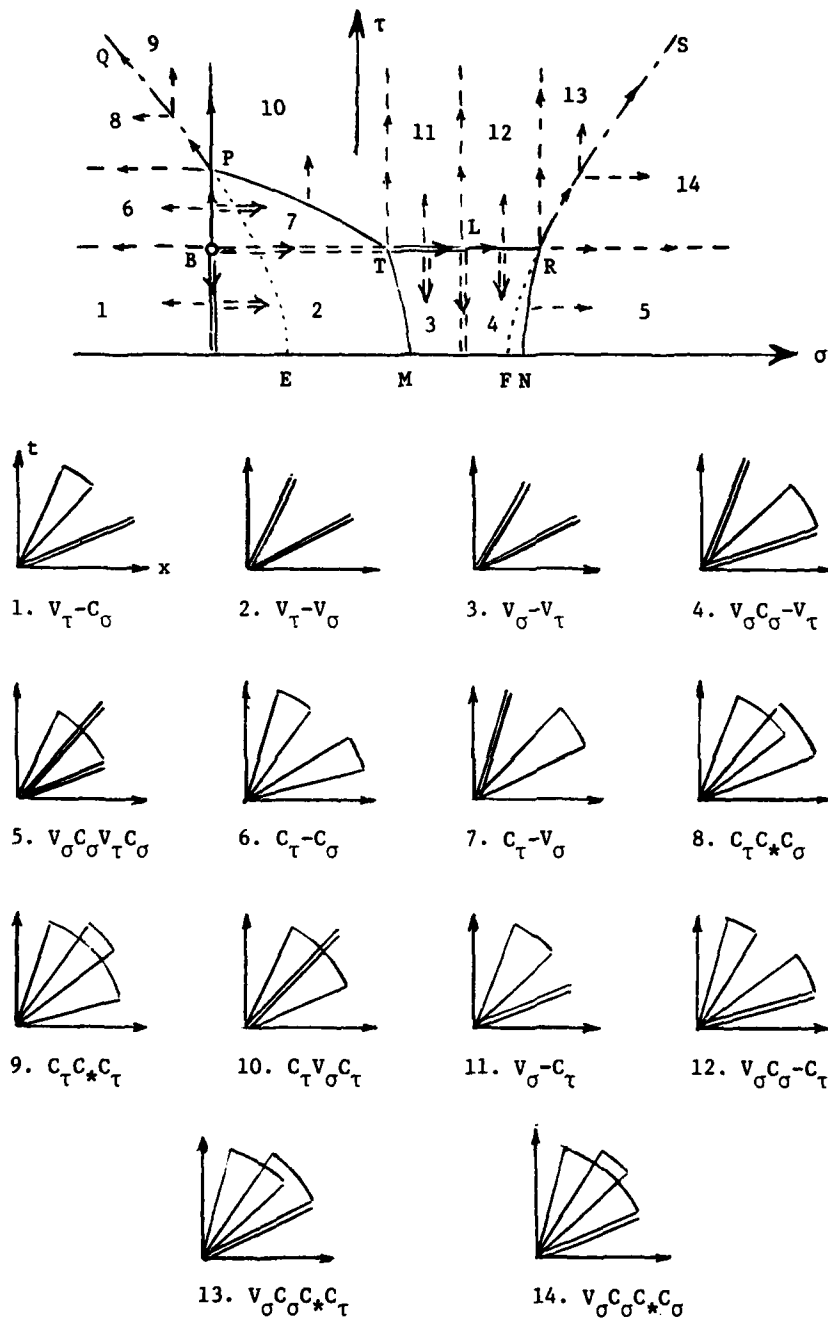 τ
Q 9 S
10 13
8 11 12
P 14
6 7 L
B T R
1 2 3 4 5
σ
E M F N
t
x
1. V_τ-C_σ 2. V_τ-V_σ 3. V_σ-V_τ 4. V_σC_σ-V_τ
5. V_σC_σV_τC_σ 6. C_τ-C_σ 7. C_τ-V_σ 8. C_τC_*C_σ
9. C_τC_*C_τ 10. C_τV_σC_τ 11. V_σ-C_τ 12. V_σC_σ-C_τ
13. V_σC_σC_*C_τ 14. V_σC_σC_*C_σ